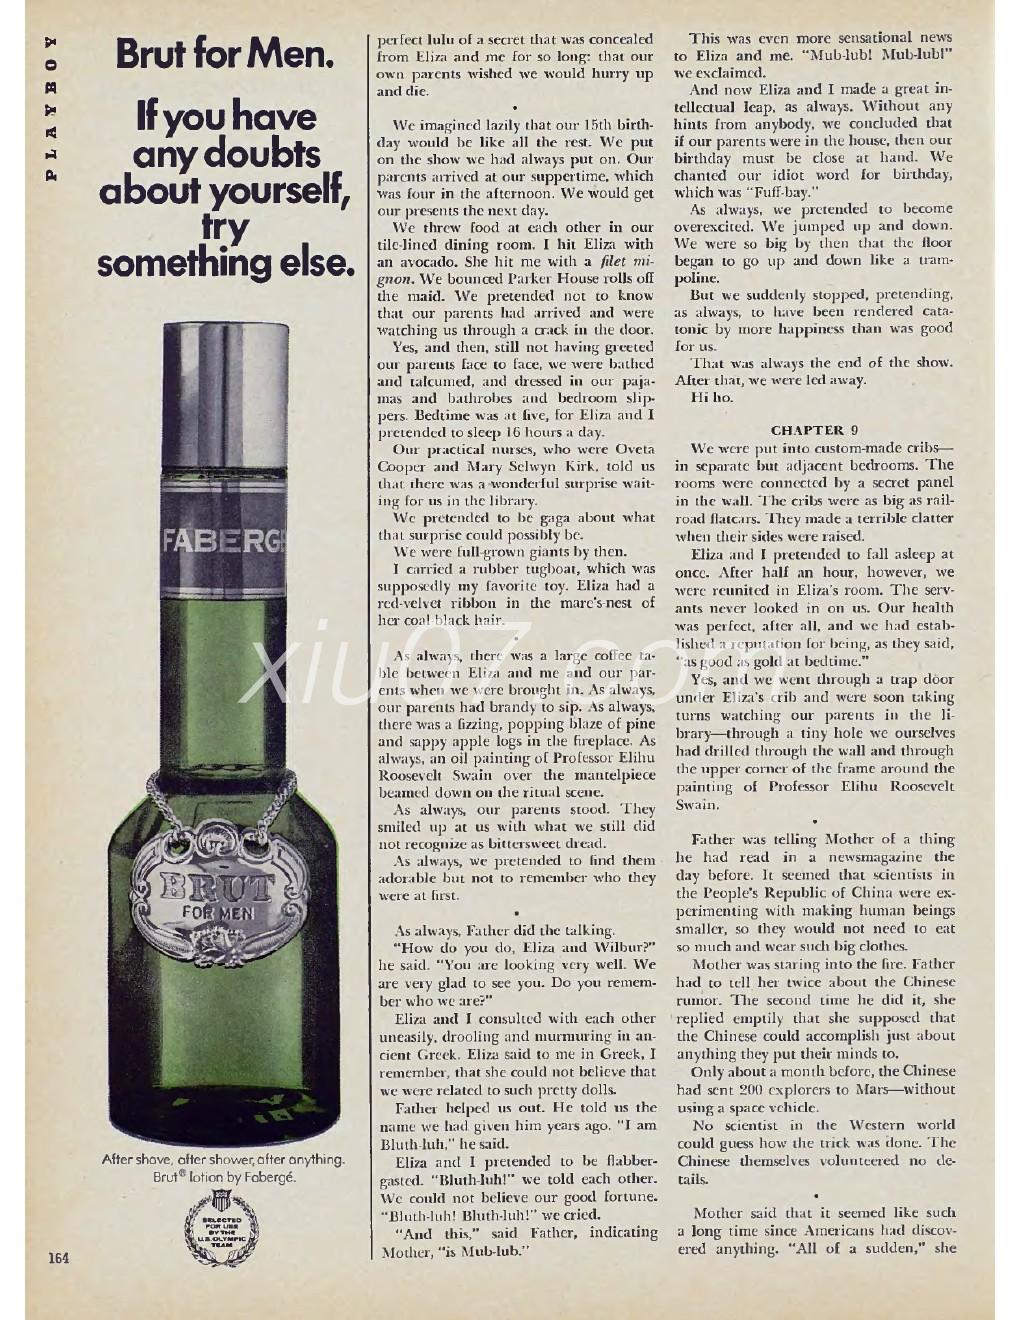 PLAYBOY
Brut for Men.
If you have
any doubts
about yourself,
try
something else.
FABERG
BRUT
FOR MEN
After shave, after shower, after anything.
Brut® lotion by Fabergé.
SELECTED
FOR USE
BY THE
U.S. OLYMPIC
TEAM
164
perfect lulu of a secret that was concealed
from Eliza and me for so long: that our
own parents wished we would hurry up
and die.
•
We imagined lazily that our 15th birth-
day would be like all the rest. We put
on the show we had always put on. Our
parents arrived at our suppertime, which
was four in the afternoon. We would get
our presents the next day.
We threw food at each other in our
tile-lined dining room. I hit Eliza with
an avocado. She hit me with a filet mi-
gnon. We bounced Parker House rolls off
the maid. We pretended not to know
that our parents had arrived and were
watching us through a crack in the door.
Yes, and then, still not having greeted
our parents face to face, we were bathed
and talcumed, and dressed in our paja-
mas and bathrobes and bedroom slip-
pers. Bedtime was at five, for Eliza and I
pretended to sleep 16 hours a day.
Our practical nurses, who were Oveta
Cooper and Mary Selwyn Kirk, told us
that there was a wonderful surprise wait-
ing for us in the library.
We pretended to be gaga about what
that surprise could possibly be.
We were full-grown giants by then.
I carried a rubber tugboat, which was
supposedly my favorite toy. Eliza had a
red-velvet ribbon in the mare's-nest of
her coal black hair.
•
As always, there was a large coffee ta-
ble between Eliza and me and our par-
ents when we were brought in. As always,
our parents had brandy to sip. As always,
there was a fizzing, popping blaze of pine
and sappy apple logs in the fireplace. As
always, an oil painting of Professor Elihu
Roosevelt Swain over the mantelpiece
beamed down on the ritual scene.
As always, our parents stood. They
smiled up at us with what we still did
not recognize as bittersweet dread.
As always, we pretended to find them
adorable but not to remember who they
were at first.
•
As always, Father did the talking.
"How do you do, Eliza and Wilbur?"
he said. "You are looking very well. We
are very glad to see you. Do you remem-
ber who we are?"
Eliza and I consulted with each other
uneasily, drooling and murmuring in an-
cient Greek. Eliza said to me in Greek, I
remember, that she could not believe that
we were related to such pretty dolls.
Father helped us out. He told us the
name we had given him years ago. "I am
Bluth-luh," he said.
Eliza and I pretended to be flabber-
gasted. "Bluth-luh!" we told each other.
We could not believe our good fortune.
"Bluth-luh! Bluth-luh!" we cried.
"And this," said Father, indicating
Mother, "is Mub-lub."
This was even more sensational news
to Eliza and me. "Mub-lub! Mub-lub!"
we exclaimed.
And now Eliza and I made a great in-
tellectual leap, as always. Without any
hints from anybody, we concluded that
if our parents were in the house, then our
birthday must be close at hand. We
chanted our idiot word for birthday,
which was "Fuff-bay."
As always, we pretended to become
overexcited. We jumped up and down.
We were so big by then that the floor
began to go up and down like a tram-
poline.
But we suddenly stopped, pretending,
as always, to have been rendered cata-
tonic by more happiness than was good
for us.
That was always the end of the show.
After that, we were led away.
Hi ho.
CHAPTER 9
We were put into custom-made cribs—
in separate but adjacent bedrooms. The
rooms were connected by a secret panel
in the wall. The cribs were as big as rail-
road flatcars. They made a terrible clatter
when their sides were raised.
Eliza and I pretended to fall asleep at
once. After half an hour, however, we
were reunited in Eliza's room. The serv-
ants never looked in on us. Our health
was perfect, after all, and we had estab-
lished a reputation for being, as they said,
"as good as gold at bedtime."
Yes, and we went through a trap door
under Eliza's crib and were soon taking
turns watching our parents in the li-
brary—through a tiny hole we ourselves
had drilled through the wall and through
the upper corner of the frame around the
painting of Professor Elihu Roosevelt
Swain.
•
Father was telling Mother of a thing
he had read in a newsmagazine the
day before. It seemed that scientists in
the People's Republic of China were ex-
perimenting with making human beings
smaller, so they would not need to eat
so much and wear such big clothes.
Mother was staring into the fire. Father
had to tell her twice about the Chinese
rumor. The second time he did it, she
replied emptily that she supposed that
the Chinese could accomplish just about
anything they put their minds to.
Only about a month before, the Chinese
had sent 200 explorers to Mars—without
using a space vehicle.
No scientist in the Western world
could guess how the trick was done. The
Chinese themselves volunteered no de-
tails.
•
Mother said that it seemed like such
a long time since Americans had discov-
ered anything. "All of a sudden," she
xiu07.com